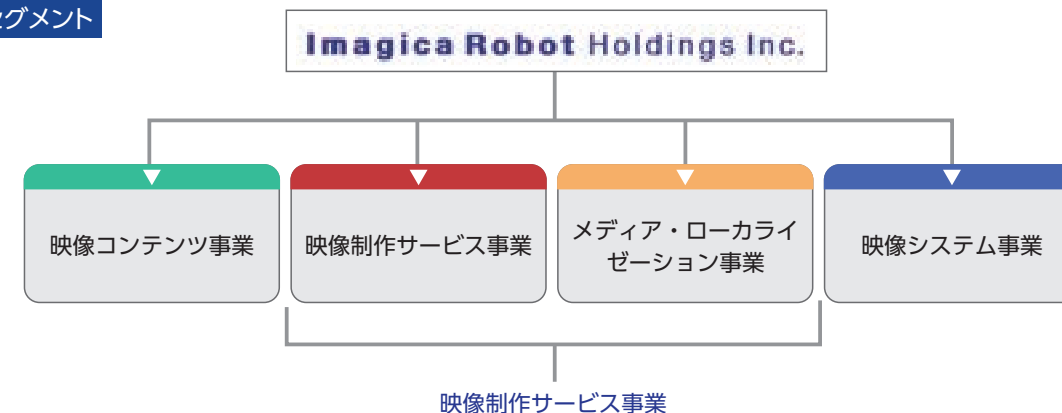 セグメント
Imagica Robot Holdings Inc.
映像コンテンツ事業
映像制作サービス事業
メディア・ローカライ
ゼーション事業
映像システム事業
映像制作サービス事業